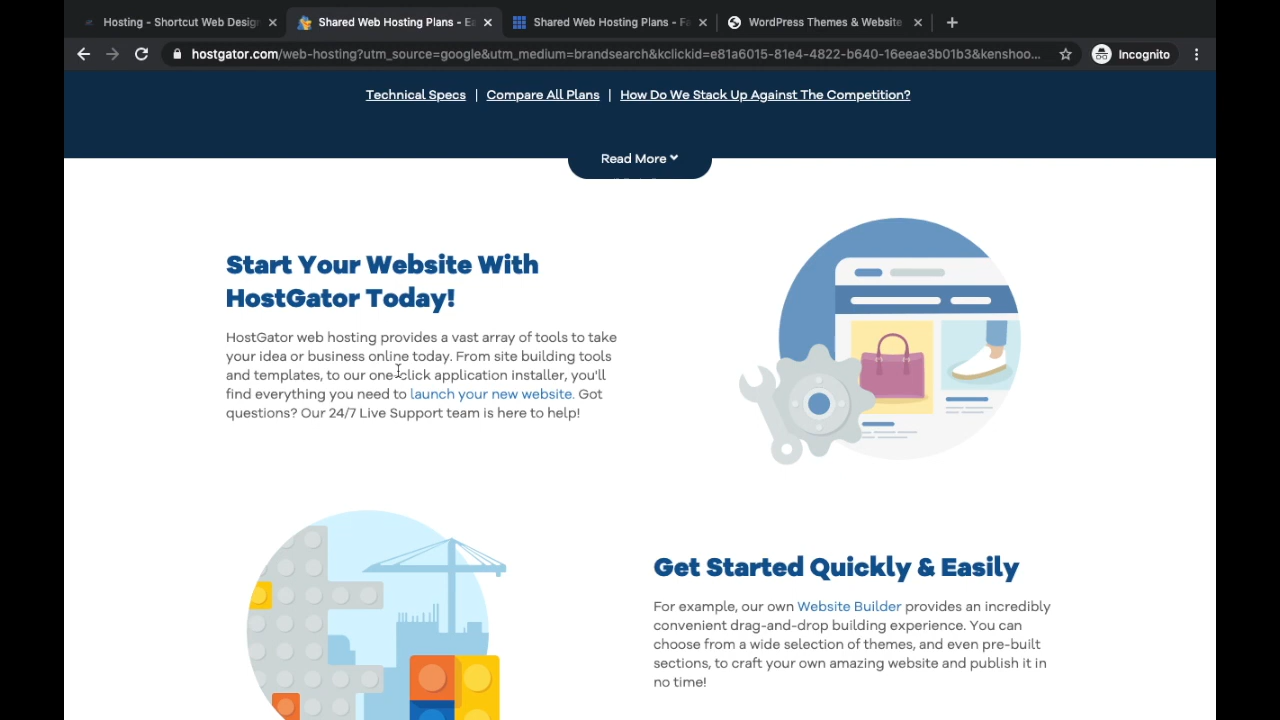 Hosting - Shortcut Web Desig
Shared Web Hosting Plans - Ea
Shared Web Hosting Plans - Fa
WordPress Themes & Website
hostgator.com/web-hosting?utm_source=google&utm_medium=brandsearch&kclickid=e81a6015-81e4-4822-b640-16eeae3b01b3&kenshoo...
Incognito
Technical Specs | Compare All Plans | How Do We Stack Up Against The Competition?
Read More
Start Your Website With
HostGator Today!
HostGator web hosting provides a vast array of tools to take
your idea or business online today. From site building tools
and templates, to our one-click application installer, you'll
find everything you need to launch your new website. Got
questions? Our 24/7 Live Support team is here to help!
Get Started Quickly & Easily
For example, our own Website Builder provides an incredibly
convenient drag-and-drop building experience. You can
choose from a wide selection of themes, and even pre-built
sections, to craft your own amazing website and publish it in
no time!